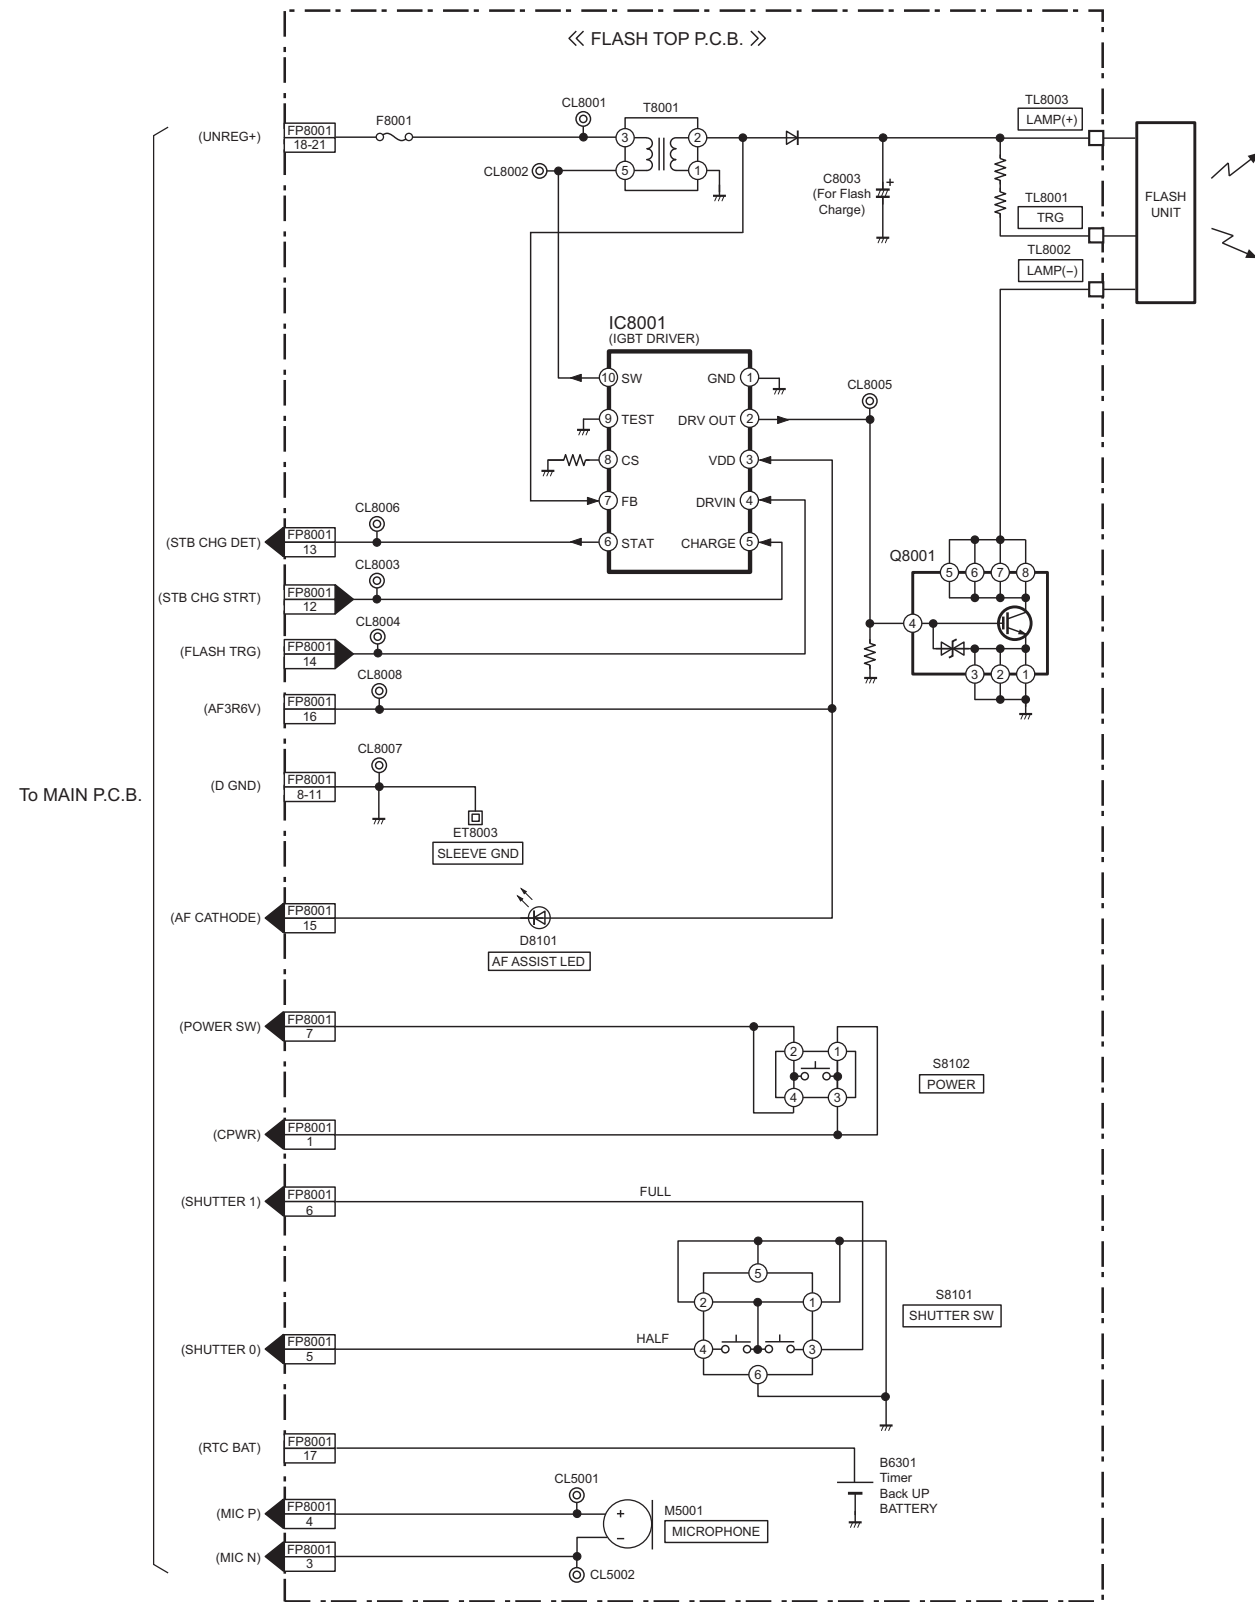 ≪ FLASH TOP P.C.B. ≫
To MAIN P.C.B.
(UNREG+)
FP8001
18-21
F8001
CL8001
T8001
3
2
5
1
CL8002
C8003
(For Flash
Charge)
+
TL8003
LAMP(+)
TL8001
TRG
TL8002
LAMP(−)
FLASH
UNIT
IC8001
(IGBT DRIVER)
10 SW
GND 1
9 TEST
DRV OUT 2
8 CS
VDD 3
7 FB
DRVIN 4
6 STAT
CHARGE 5
CL8005
Q8001
5 6 7 8
4
3 2 1
(STB CHG DET)
FP8001
13
CL8006
(STB CHG STRT)
FP8001
12
CL8003
(FLASH TRG)
FP8001
14
CL8004
(AF3R6V)
FP8001
16
CL8008
(D GND)
FP8001
8-11
CL8007
ET8003
SLEEVE GND
(AF CATHODE)
FP8001
15
D8101
AF ASSIST LED
(POWER SW)
FP8001
7
2
1
4
3
S8102
POWER
(CPWR)
FP8001
1
(SHUTTER 1)
FP8001
6
FULL
5
2
1
4
3
6
S8101
SHUTTER SW
(SHUTTER 0)
FP8001
5
HALF
(RTC BAT)
FP8001
17
B6301
Timer
Back UP
BATTERY
(MIC P)
FP8001
4
CL5001
+
−
M5001
MICROPHONE
(MIC N)
FP8001
3
CL5002